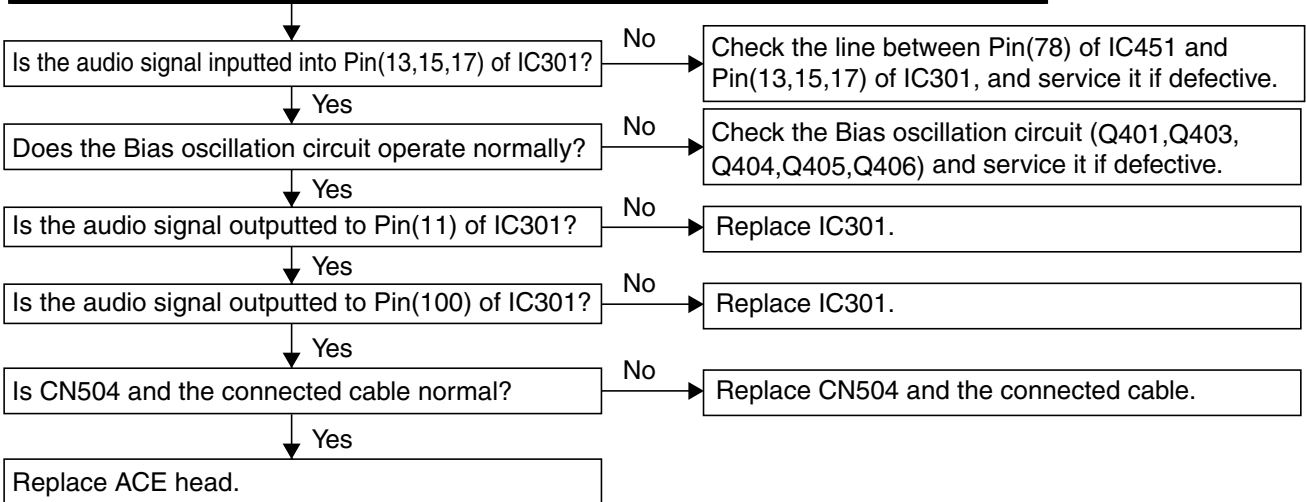 Is the audio signal inputted into Pin(13,15,17) of IC301?
No
Check the line between Pin(78) of IC451 and
Pin(13,15,17) of IC301, and service it if defective.
Yes
Does the Bias oscillation circuit operate normally?
No
Check the Bias oscillation circuit (Q401,Q403,
Q404,Q405,Q406) and service it if defective.
Yes
Is the audio signal outputted to Pin(11) of IC301?
No
Replace IC301.
Yes
Is the audio signal outputted to Pin(100) of IC301?
No
Replace IC301.
Yes
Is CN504 and the connected cable normal?
No
Replace CN504 and the connected cable.
Yes
Replace ACE head.